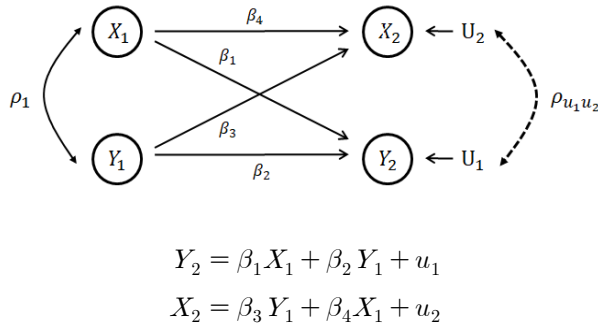 X₁ β₄ X₂ U₂
β₁
ρ₁ ρᵤ₁ᵤ₂
β₃
Y₁ β₂ Y₂ U₁
Y₂ = β₁X₁ + β₂Y₁ + u₁
X₂ = β₃Y₁ + β₄X₁ + u₂